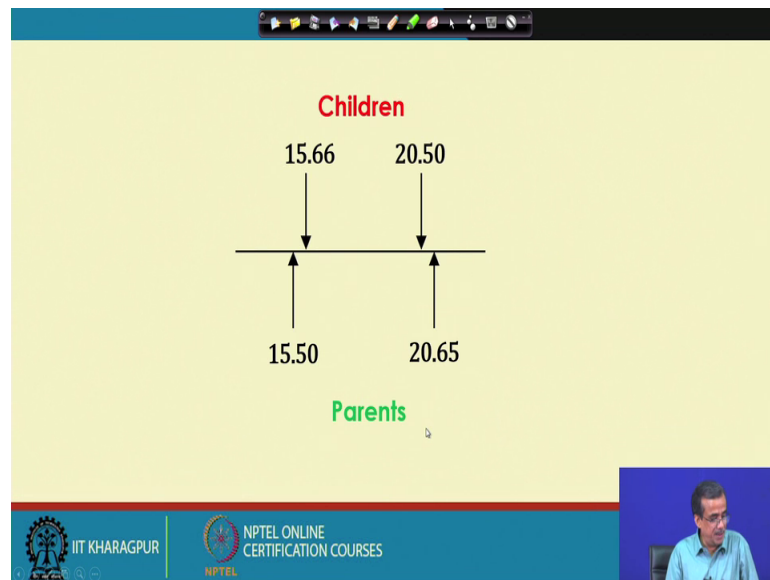 Children
15.66 20.50
15.50 20.65
Parents
IIT KHARAGPUR
NPTEL
NPTEL ONLINE
CERTIFICATION COURSES